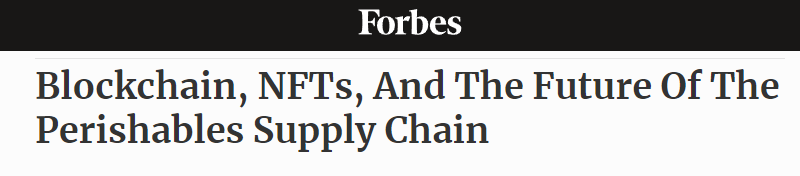 Forbes
Blockchain, NFTs, And The Future Of The
Perishables Supply Chain